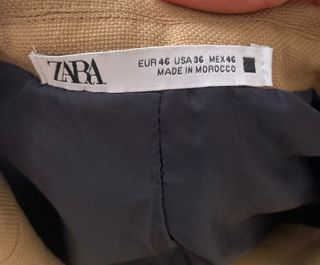 ZARA
EUR 46 USA 36 MEX 46
MADE IN MOROCCO